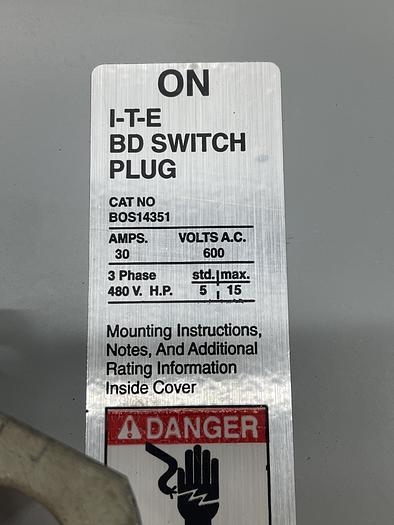 ON
I-T-E
BD SWITCH
PLUG
CAT NO
BOS14351
AMPS. VOLTS A.C.
30 600
3 Phase std. max.
480 V. H.P. 5 15
Mounting Instructions,
Notes, And Additional
Rating Information
Inside Cover
DANGER